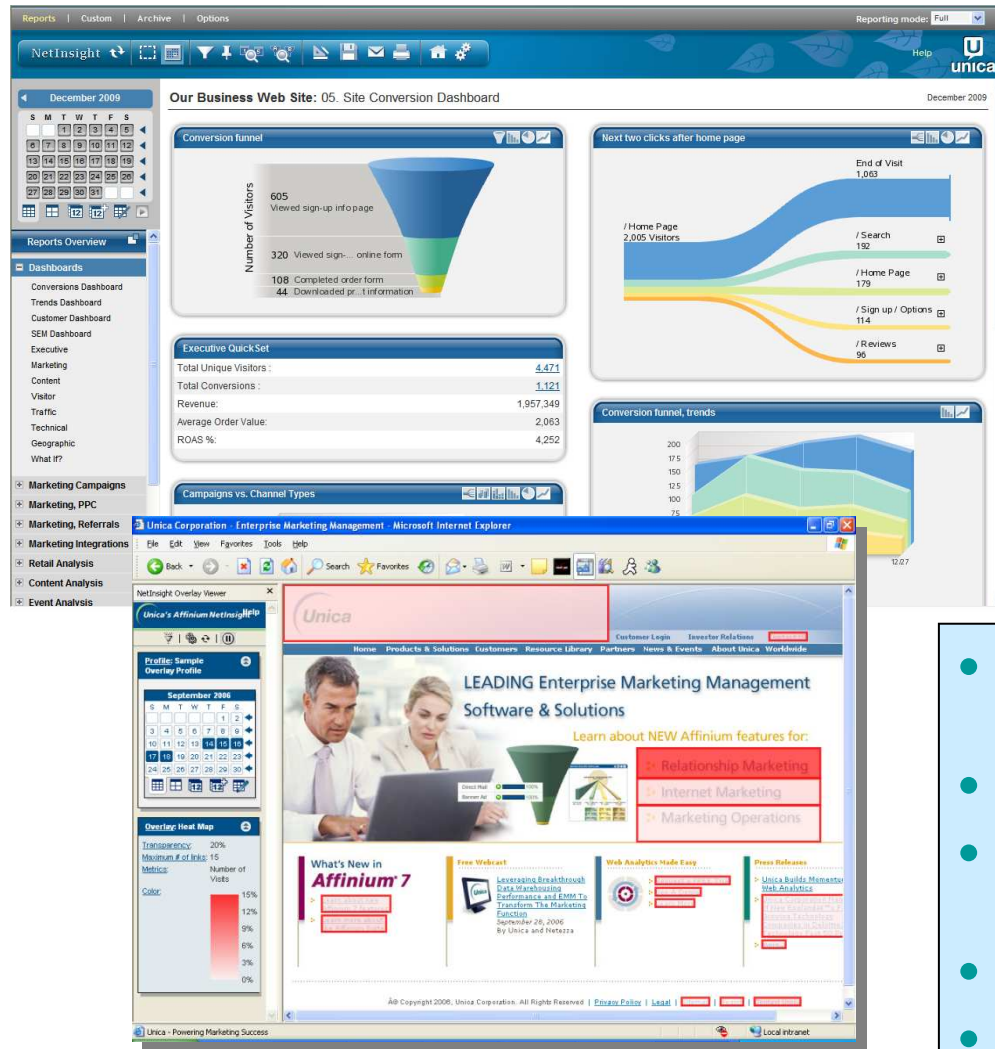 Reports | Custom | Archive | Options
Reporting mode: Full
NetInsight
Help
unica
December 2009
S M T W T F S
1 2 3 4 5
6 7 8 9 10 11 12
13 14 15 16 17 18 19
20 21 22 23 24 25 26
27 28 29 30 31
Our Business Web Site: 05. Site Conversion Dashboard
December 2009
Reports Overview
Dashboards
Conversions Dashboard
Trends Dashboard
Customer Dashboard
SEM Dashboard
Executive
Marketing
Content
Visitor
Traffic
Technical
Geographic
What If?
Marketing Campaigns
Marketing, PPC
Marketing, Referrals
Marketing Integrations
Retail Analysis
Content Analysis
Event Analysis
Conversion funnel
Number of Visitors
605
Viewed sign-up info page
320 Viewed sign-... online form
108 Completed order form
44 Downloaded pr...t information
Next two clicks after home page
/ Home Page
2,005 Visitors
End of Visit
1,063
/ Search
192
/ Home Page
179
/ Sign up / Options
114
/ Reviews
96
Executive QuickSet
Total Unique Visitors : 4,471
Total Conversions : 1,121
Revenue: 1,957,349
Average Order Value: 2,063
ROAS %: 4,252
Campaigns vs. Channel Types
Conversion funnel, trends
200
175
150
125
100
75
12/27
Unica Corporation - Enterprise Marketing Management - Microsoft Internet Explorer
File Edit View Favorites Tools Help
Back Search Favorites
NetInsight Overlay Viewer
Unica's Affinium NetInsig
Help
Profile: Sample
Overlay Profile
September 2006
S M T W T F S
1 2
3 4 5 6 7 8 9
10 11 12 13 14 15 16
17 18 19 20 21 22 23
24 25 26 27 28 29 30
Overlay: Heat Map
Transparency: 20%
Maximum # of links: 15
Metrics: Number of
Visits
Color:
15%
12%
9%
6%
3%
0%
Unica
Customer Login Investor Relations
Home Products & Solutions Customers Resource Library Partners News & Events About Unica Worldwide
LEADING Enterprise Marketing Management
Software & Solutions
Learn about NEW Affinium features for:
Relationship Marketing
Internet Marketing
Marketing Operations
Direct Mail 100%
Banner Ad 100%
What's New in
Affinium 7
Free Webcast
Leveraging Breakthrough
Data Warehousing
Performance and EMM To
Transform The Marketing
Function
September 28, 2006
By Unica and Netezza
Web Analytics Made Easy
Press Releases
Unica Builds Momentu
Web Analytics
Â© Copyright 2006, Unica Corporation. All Rights Reserved | Privacy Policy | Legal |
Unica - Powering Marketing Success
Local intranet